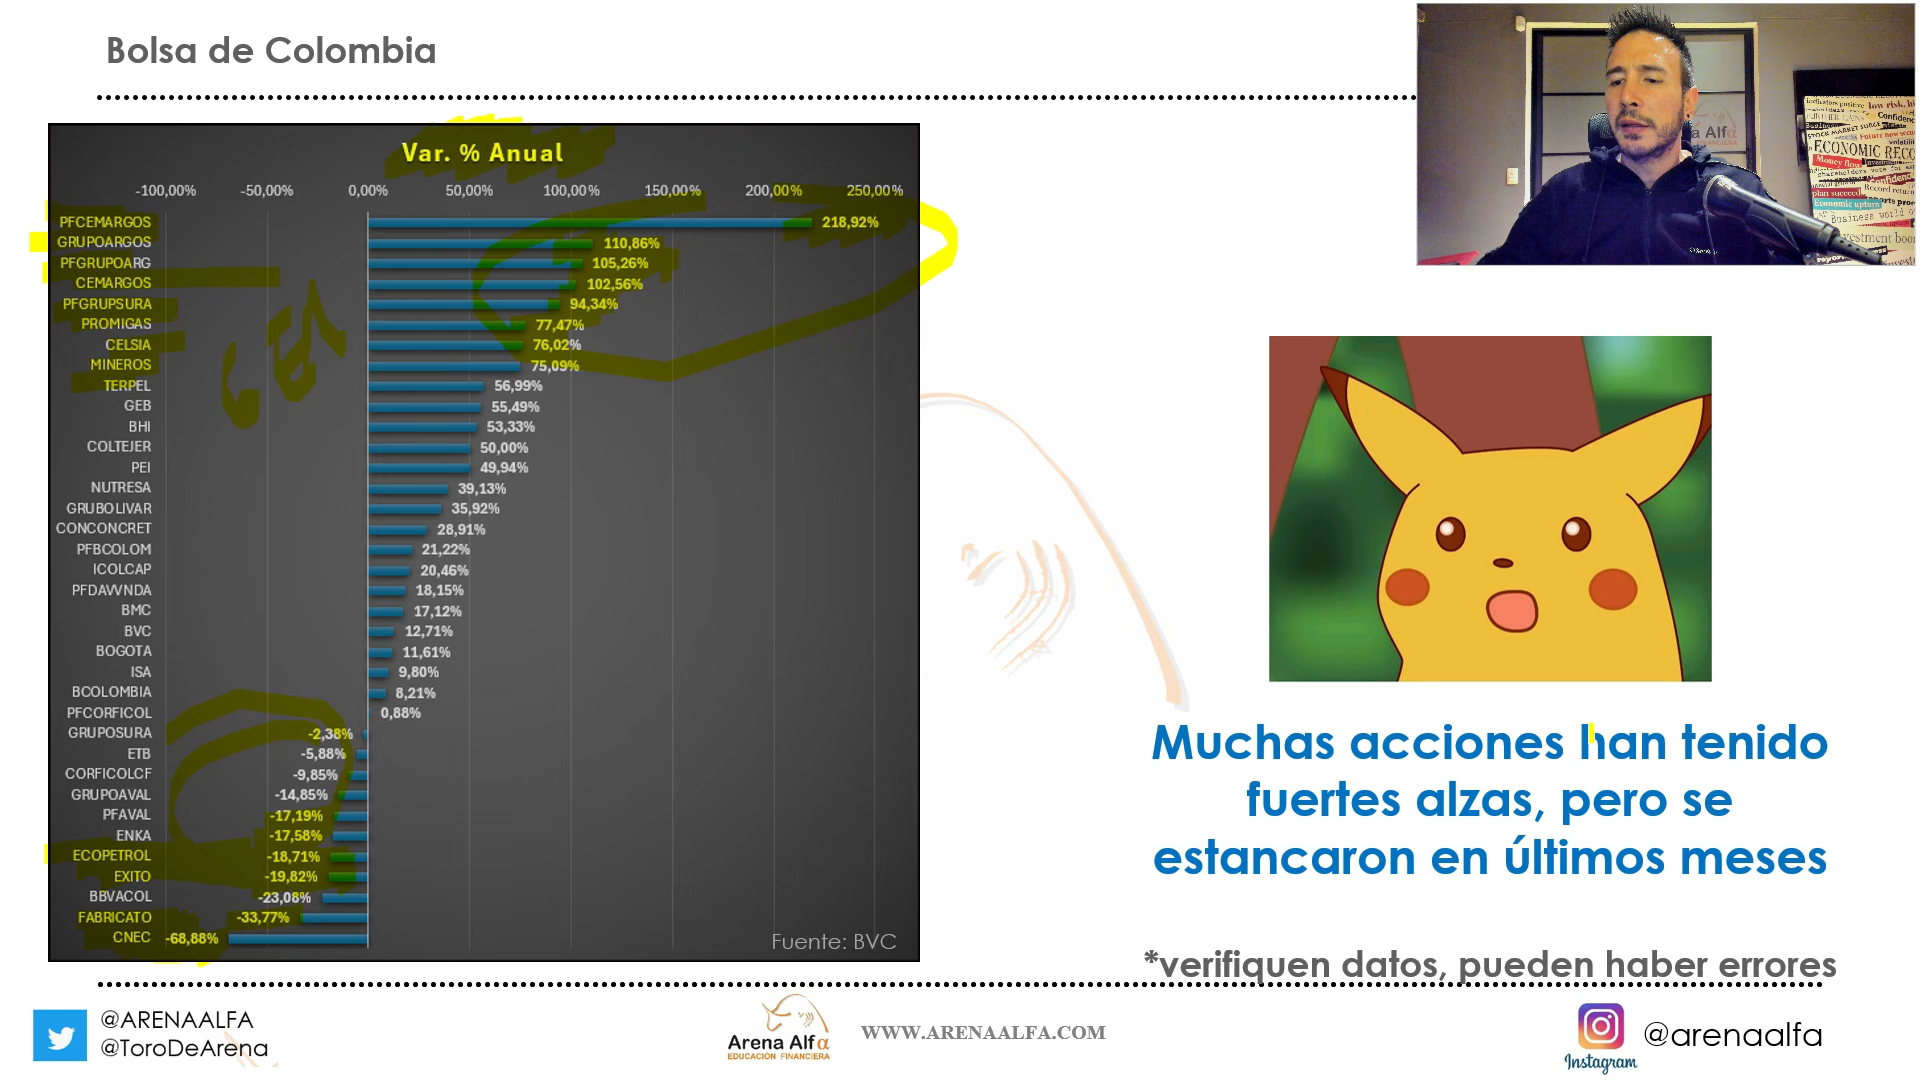 Bolsa de Colombia
Var. % Anual
-100,00% -50,00% 0,00% 50,00% 100,00% 150,00% 200,00% 250,00%
PFCEMARGOS 218,92%
GRUPOARGOS 110,86%
PFGRUPOARG 105,26%
CEMARGOS 102,56%
PFGRUPSURA 94,34%
PROMIGAS 77,47%
CELSIA 76,02%
MINEROS 75,09%
TERPEL 56,99%
GEB 55,49%
BHI 53,33%
COLTEJER 50,00%
PEI 49,94%
NUTRESA 39,13%
GRUBOLIVAR 35,92%
CONCONCRET 28,91%
PFBCOLOM 21,22%
ICOLCAP 20,46%
PFDAVVNDA 18,15%
BMC 17,12%
BVC 12,71%
BOGOTA 11,61%
ISA 9,80%
BCOLOMBIA 8,21%
PFCORFICOL 0,88%
GRUPOSURA -2,38%
ETB -5,88%
CORFICOLCF -9,85%
GRUPOAVAL -14,85%
PFAVAL -17,19%
ENKA -17,58%
ECOPETROL -18,71%
EXITO -19,82%
BBVACOL -23,08%
FABRICATO -33,77%
CNEC -68,88%
Fuente: BVC
ECONOMIC RECO
Money flow
Economic upturn
Muchas acciones han tenido
fuertes alzas, pero se
estancaron en últimos meses
*verifiquen datos, pueden haber errores
@ARENAALFA
@ToroDeArena
Arena Alfα
EDUCACIÓN FINANCIERA
WWW.ARENAALFA.COM
Instagram
@arenaalfa